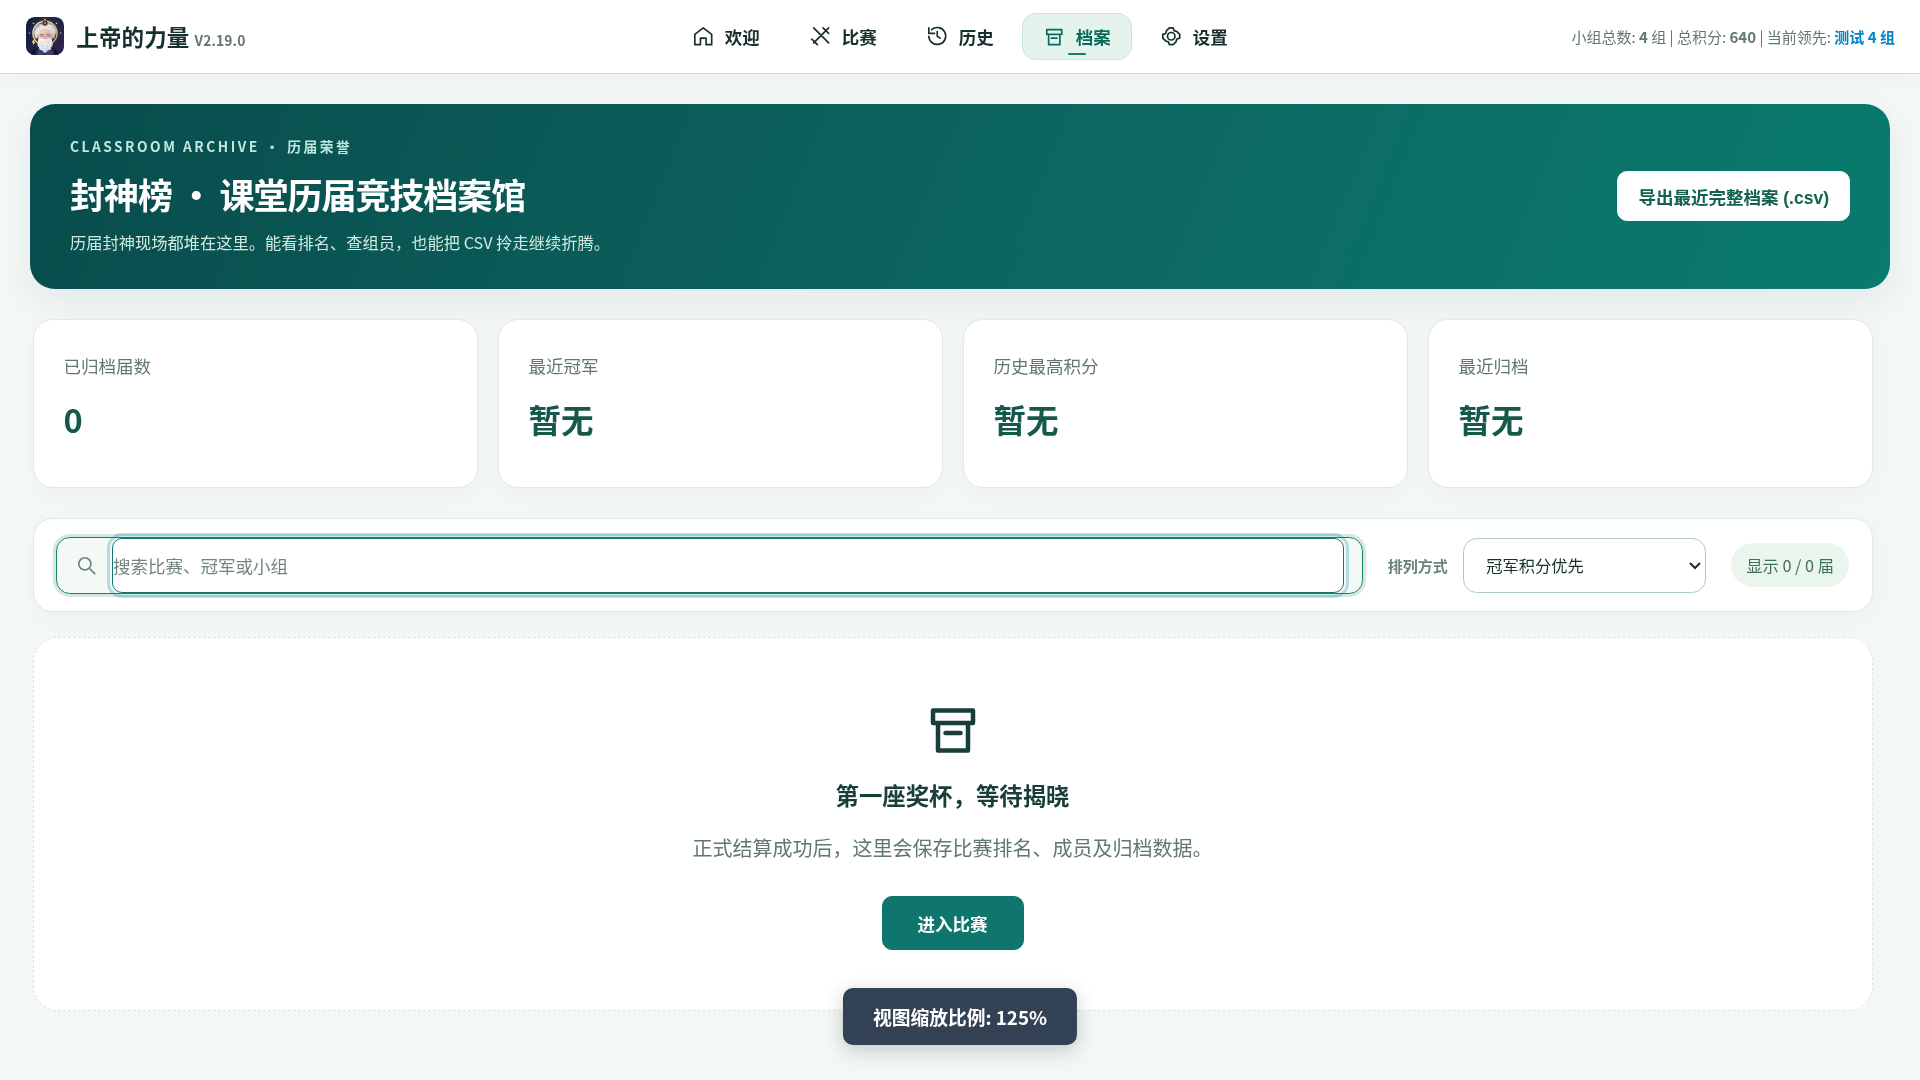 上帝的力量 V2.19.0
欢迎
比赛
历史
档案
设置
小组总数: 4 组 | 总积分: 640 | 当前领先: 测试 4 组
CLASSROOM ARCHIVE • 历届荣誉
封神榜 • 课堂历届竞技档案馆
历届封神现场都堆在这里。能看排名、查组员，也能把 CSV 拎走继续折腾。
导出最近完整档案 (.csv)
已归档届数
0
最近冠军
暂无
历史最高积分
暂无
最近归档
暂无
搜索比赛、冠军或小组
排列方式
冠军积分优先
显示 0 / 0 届
第一座奖杯，等待揭晓
正式结算成功后，这里会保存比赛排名、成员及归档数据。
进入比赛
视图缩放比例: 125%